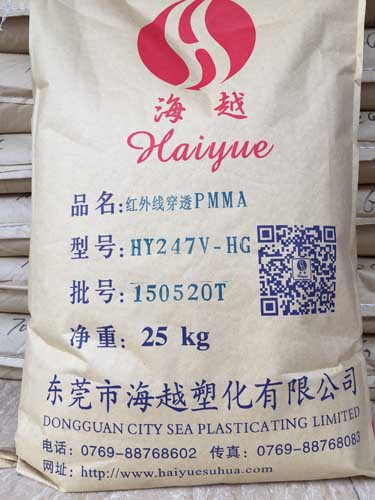 海越
Haiyue
品名:红外线穿透PMMA
型号:HY247V-HG
批号:150520T
净重:25 kg
东莞市海越塑化有限公司
DONGGUAN CITY SEA PLASTICATING LIMITED
电话:0769-88768602 传真:0769-88768083
网址:http://www.haiyuesuhua.com